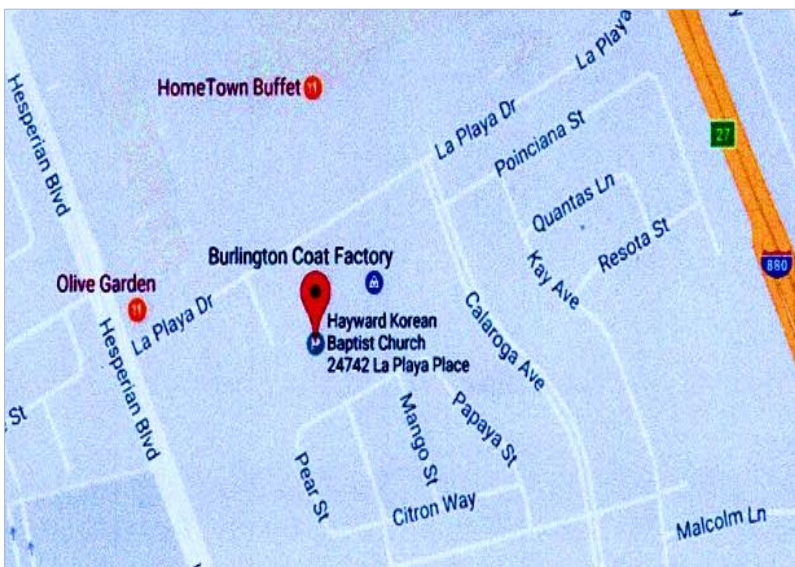 La Playa
Hesperian Blvd
HomeTown Buffet
La Playa Dr
27
Poinciana St
Quantas Ln
Burlington Coat Factory
Kay Ave
Resota St
880
Olive Garden
La Playa Dr
Hayward Korean
Baptist Church
24742 La Playa Place
Calaroga Ave
Hesperian Blvd
St
Mango St
Papaya St
Pear St
Citron Way
Malcolm Ln